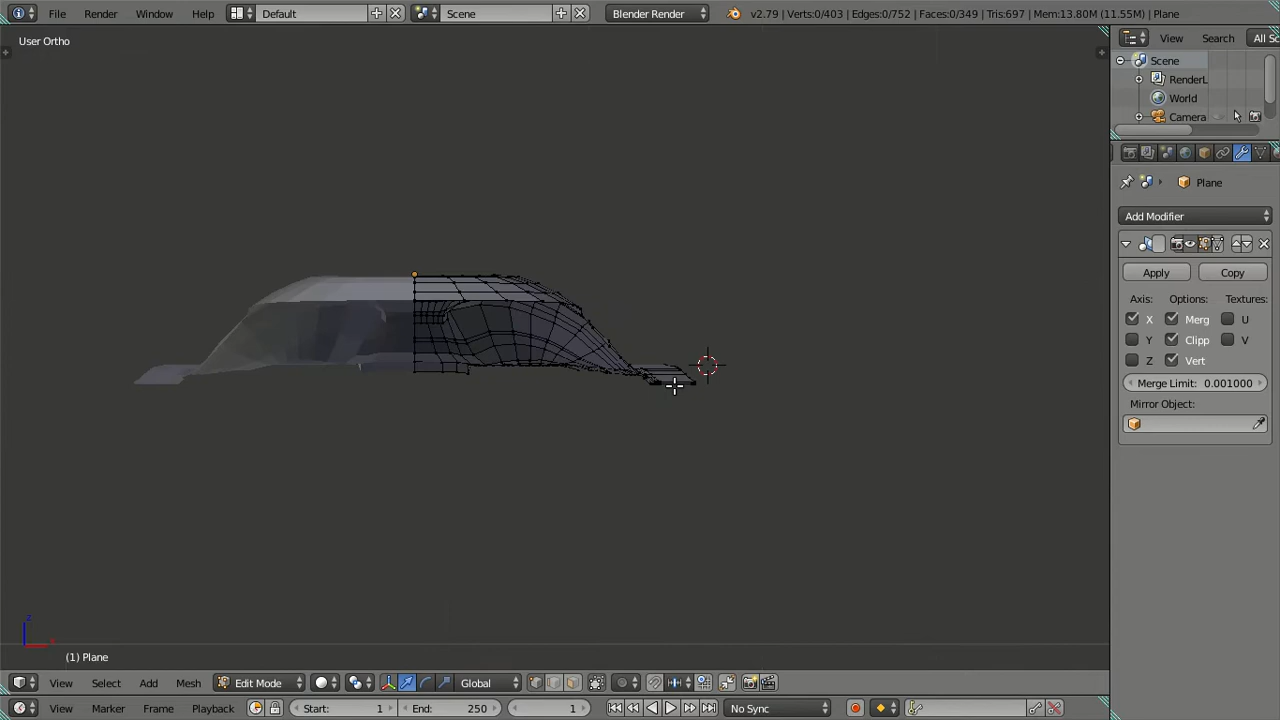 File Render Window Help Default Scene Blender Render v2.79 | Verts:0/403 | Edges:0/752 | Faces:0/349 | Tris:697 | Mem:13.80M (11.55M) | Plane
User Ortho
View Search All Sc
Scene
RenderL
World
Camera
Plane
Add Modifier
Apply Copy
Axis: Options: Textures:
X Merg U
Y Clipp V
Z Vert
Merge Limit: 0.001000
Mirror Object:
z
x
(1) Plane
View Select Add Mesh Edit Mode Global
View Marker Frame Playback Start: 1 End: 250 1 No Sync